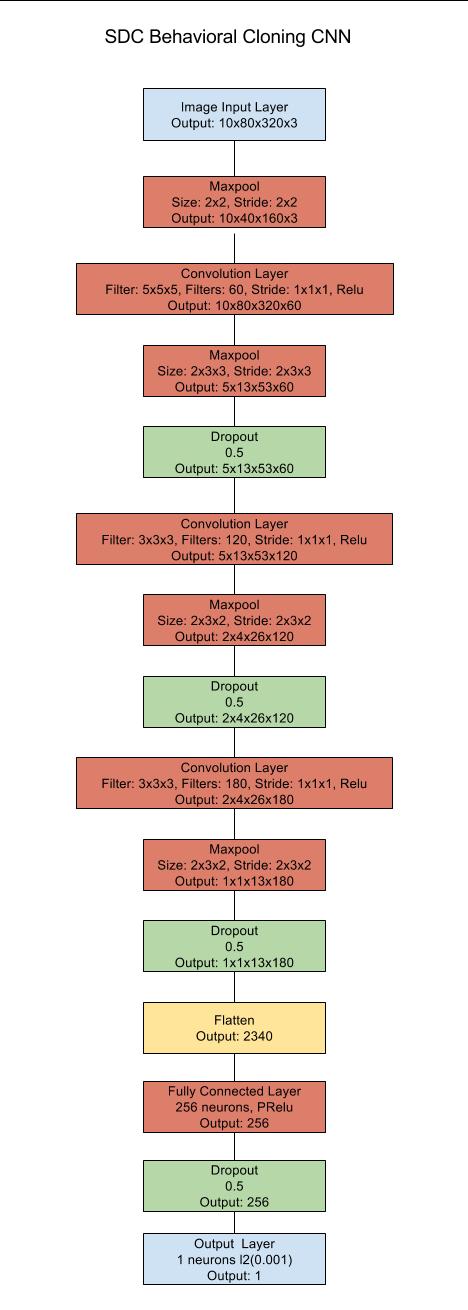 SDC Behavioral Cloning CNN
Image Input Layer
Output: 10x80x320x3
Maxpool
Size: 2x2, Stride: 2x2
Output: 10x40x160x3
Convolution Layer
Filter: 5x5x5, Filters: 60, Stride: 1x1x1, Relu
Output: 10x80x320x60
Maxpool
Size: 2x3x3, Stride: 2x3x3
Output: 5x13x53x60
Dropout
0.5
Output: 5x13x53x60
Convolution Layer
Filter: 3x3x3, Filters: 120, Stride: 1x1x1, Relu
Output: 5x13x53x120
Maxpool
Size: 2x3x2, Stride: 2x3x2
Output: 2x4x26x120
Dropout
0.5
Output: 2x4x26x120
Convolution Layer
Filter: 3x3x3, Filters: 180, Stride: 1x1x1, Relu
Output: 2x4x26x180
Maxpool
Size: 2x3x2, Stride: 2x3x2
Output: 1x1x13x180
Dropout
0.5
Output: 1x1x13x180
Flatten
Output: 2340
Fully Connected Layer
256 neurons, PRelu
Output: 256
Dropout
0.5
Output: 256
Output  Layer
1 neurons l2(0.001)
Output: 1